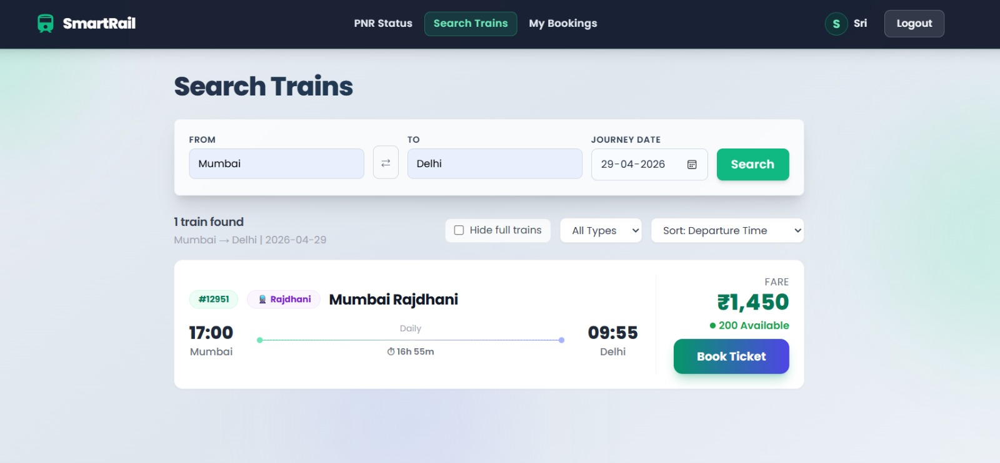 SmartRail
PNR Status
Search Trains
My Bookings
S
Sri
Logout
Search Trains
FROM
TO
JOURNEY DATE
Mumbai
⇄
Delhi
29-04-2026
Search
1 train found
Mumbai → Delhi | 2026-04-29
Hide full trains
All Types
Sort: Departure Time
#12951
Rajdhani
Mumbai Rajdhani
17:00
Mumbai
Daily
16h 55m
09:55
Delhi
FARE
₹1,450
200 Available
Book Ticket